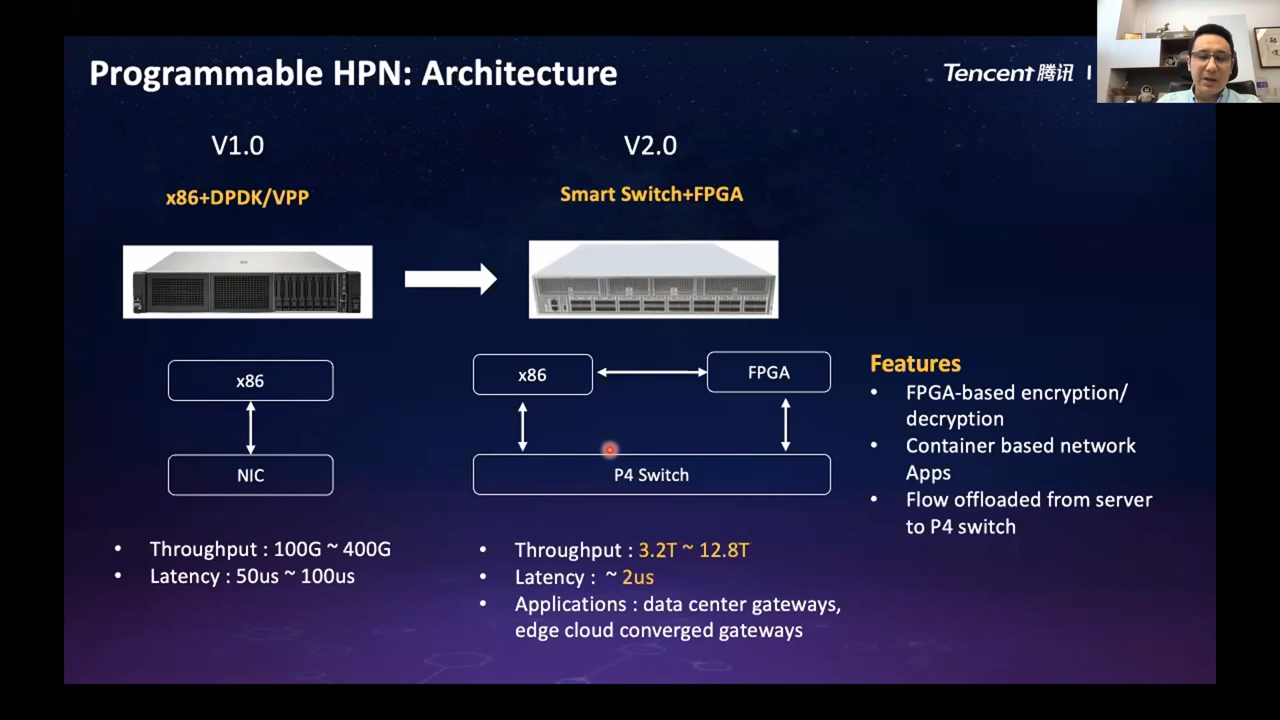 Programmable HPN: Architecture
Tencent 腾讯
V1.0
V2.0
x86+DPDK/VPP
Smart Switch+FPGA
x86
NIC
x86
FPGA
P4 Switch
Features
• FPGA-based encryption/
decryption
• Container based network
Apps
• Flow offloaded from server
to P4 switch
• Throughput : 100G ~ 400G
• Latency : 50us ~ 100us
• Throughput : 3.2T ~ 12.8T
• Latency : ~ 2us
• Applications : data center gateways,
edge cloud converged gateways